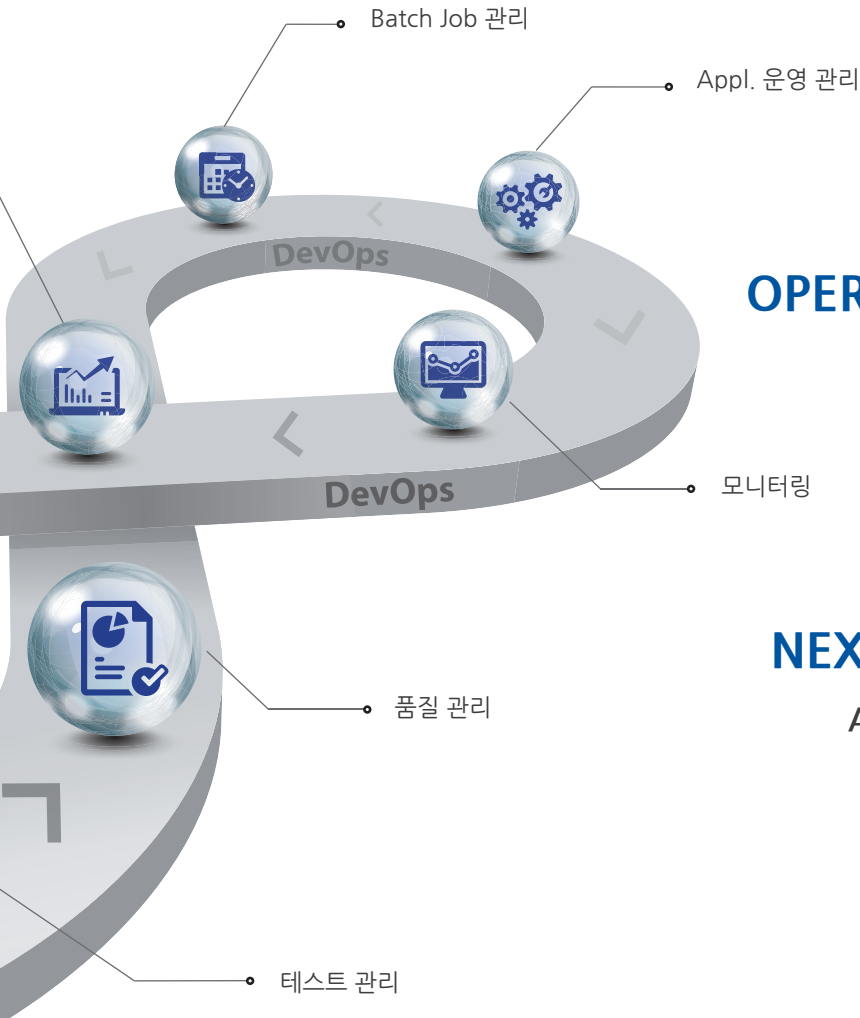 Batch Job 관리
Appl. 운영 관리
DevOps
OPER
모니터링
DevOps
NEX
품질 관리
A
테스트 관리